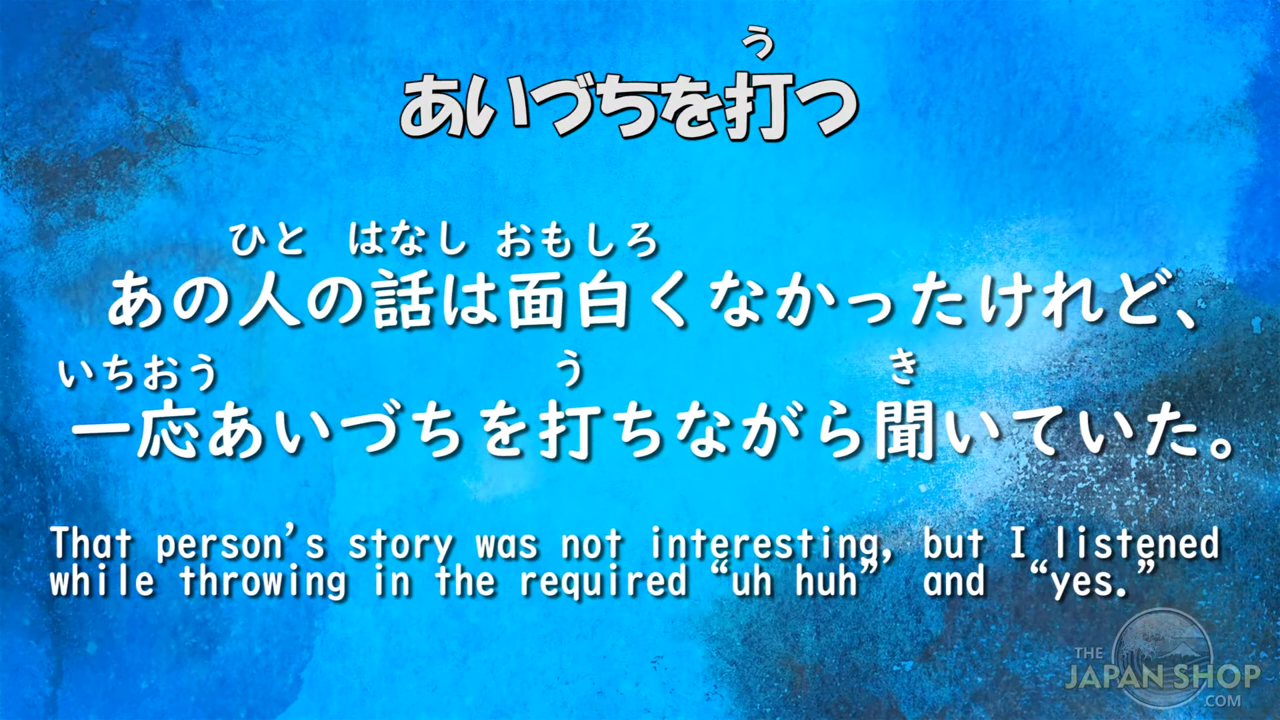 う
あいづちを打つ
ひと はなし おもしろ
あの人の話は面白くなかったけれど、
いちおう う き
一応あいづちを打ちながら聞いていた。
That person’s story was not interesting, but I listened
while throwing in the required “uh huh” and “yes.”
THE
JAPAN SHOP
.COM